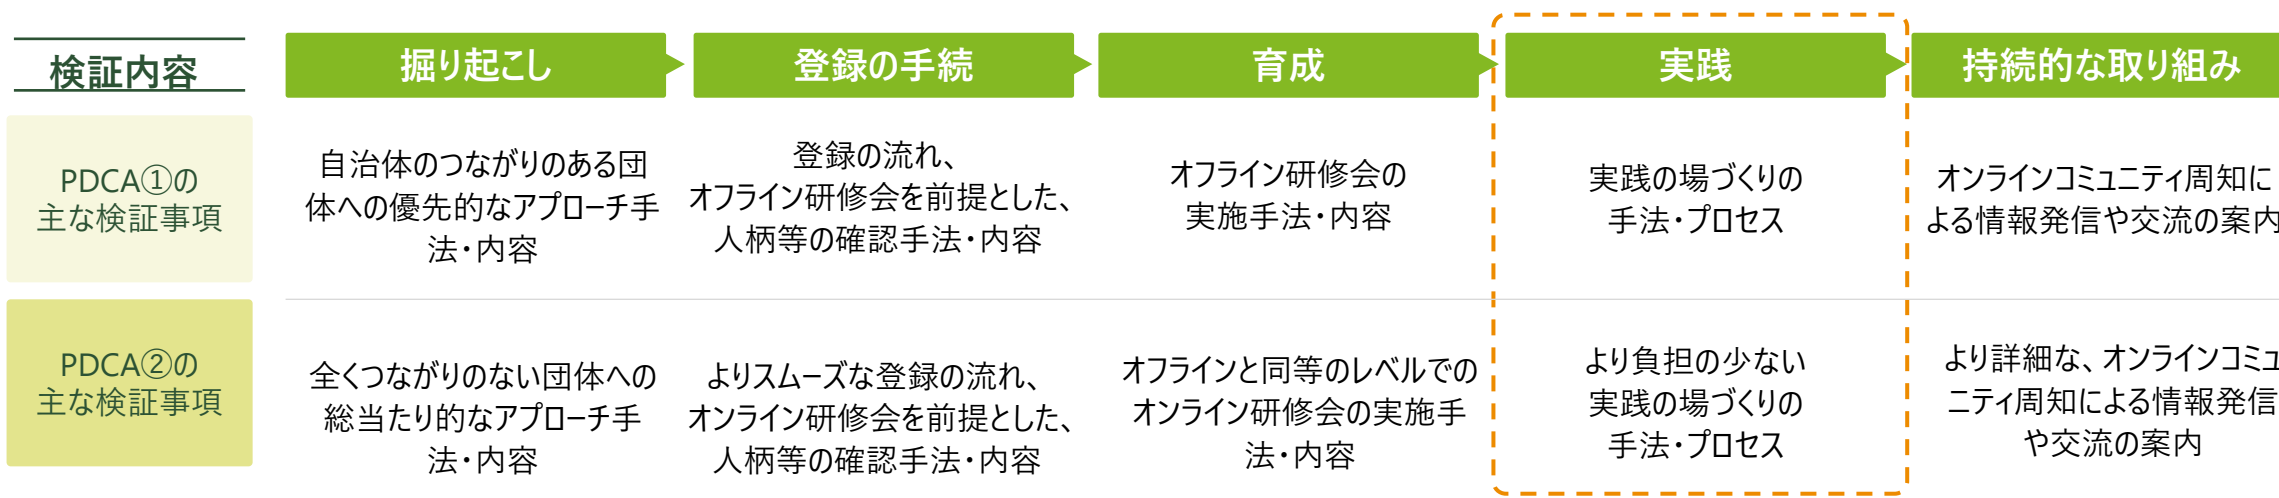 検証内容
掘り起こし
登録の手続
育成
実践
持続的な取り組み
PDCA①の
主な検証事項
自治体のつながりのある団
体への優先的なアプローチ手
法・内容
登録の流れ、
オフライン研修会を前提とした、
人柄等の確認手法・内容
オフライン研修会の
実施手法・内容
実践の場づくりの
手法・プロセス
オンラインコミュニティ周知に
よる情報発信や交流の案内
PDCA②の
主な検証事項
全くつながりのない団体への
総当たり的なアプローチ手
法・内容
よりスムーズな登録の流れ、
オンライン研修会を前提とした、
人柄等の確認手法・内容
オフラインと同等のレベルでの
オンライン研修会の実施手
法・内容
より負担の少ない
実践の場づくりの
手法・プロセス
より詳細な、オンラインコミュ
ニティ周知による情報発信
や交流の案内